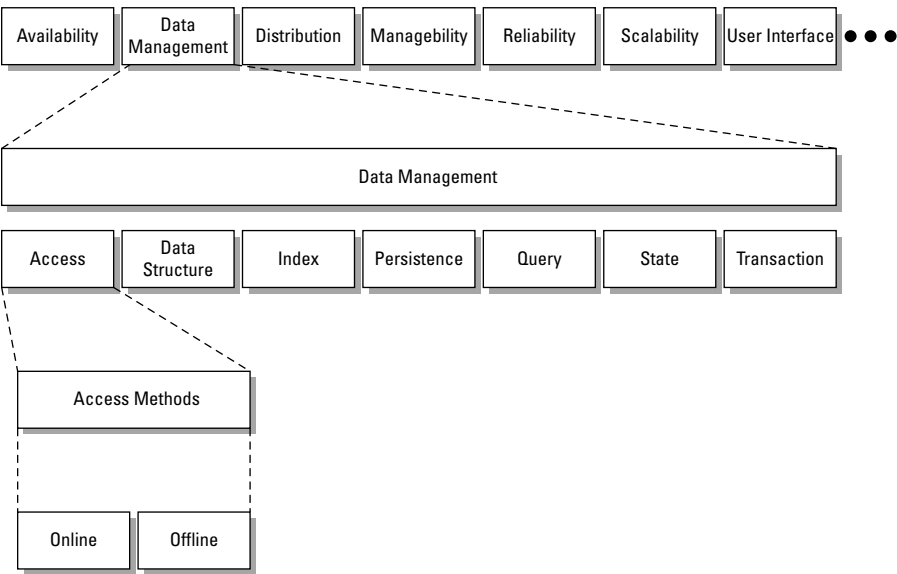 Availability
Data
Management
Distribution
Managebility
Reliability
Scalability
User Interface
Data Management
Access
Data
Structure
Index
Persistence
Query
State
Transaction
Access Methods
Online
Offline